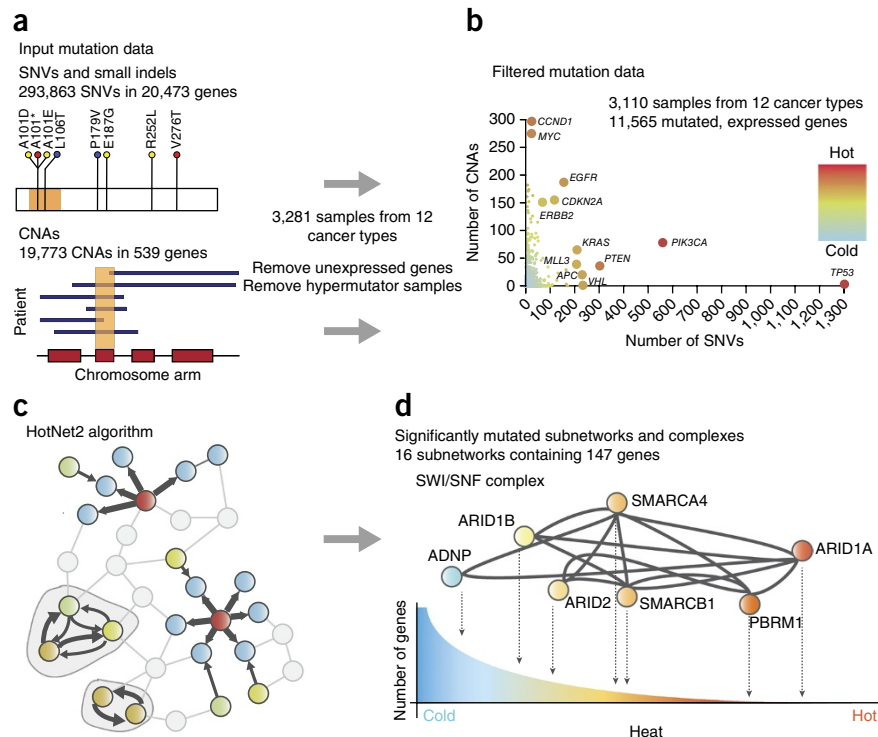 a
Input mutation data
SNVs and small indels
293,863 SNVs in 20,473 genes
A101D
A101*
A101E
L106T
P179V
E187G
R252L
V276T
CNAs
19,773 CNAs in 539 genes
Patient
Chromosome arm
3,281 samples from 12
cancer types
Remove unexpressed genes
Remove hypermutator samples
b
Filtered mutation data
3,110 samples from 12 cancer types
11,565 mutated, expressed genes
Number of CNAs
300
250
200
150
100
50
0
CCND1
MYC
EGFR
CDKN2A
ERBB2
KRAS
PIK3CA
MLL3
PTEN
APC
VHL
TP53
Hot
Cold
0
100
200
300
400
500
600
700
800
900
1,000
1,100
1,200
1,300
Number of SNVs
c
HotNet2 algorithm
d
Significantly mutated subnetworks and complexes
16 subnetworks containing 147 genes
SWI/SNF complex
SMARCA4
ARID1B
ARID1A
ADNP
ARID2
SMARCB1
PBRM1
Number of genes
Cold
Hot
Heat